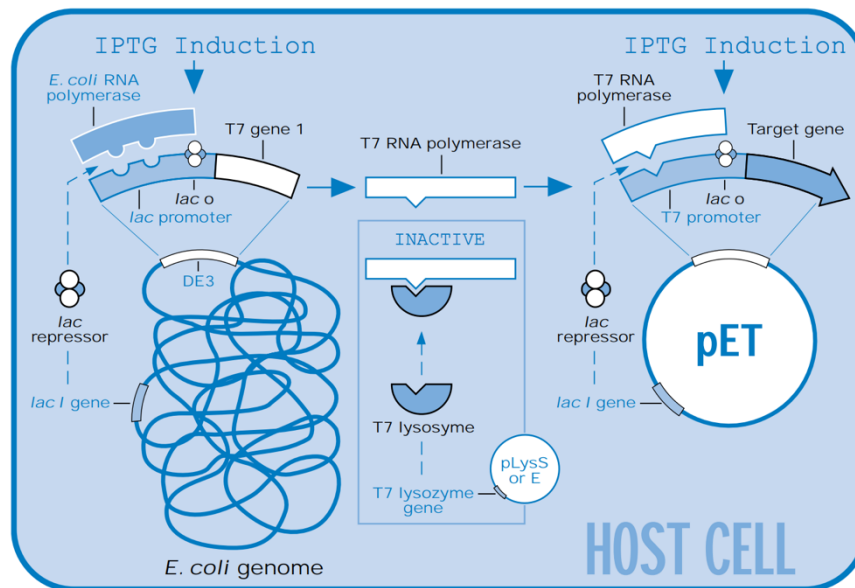 IPTG Induction
E. coli RNA
polymerase
T7 gene 1
lac o
lac promoter
DE3
lac
repressor
lac I gene
E. coli genome
T7 RNA polymerase
INACTIVE
T7 lysosyme
T7 lysozyme
gene
pLysS
or E
IPTG Induction
T7 RNA
polymerase
Target gene
lac o
T7 promoter
lac
repressor
lac I gene
pET
HOST CELL